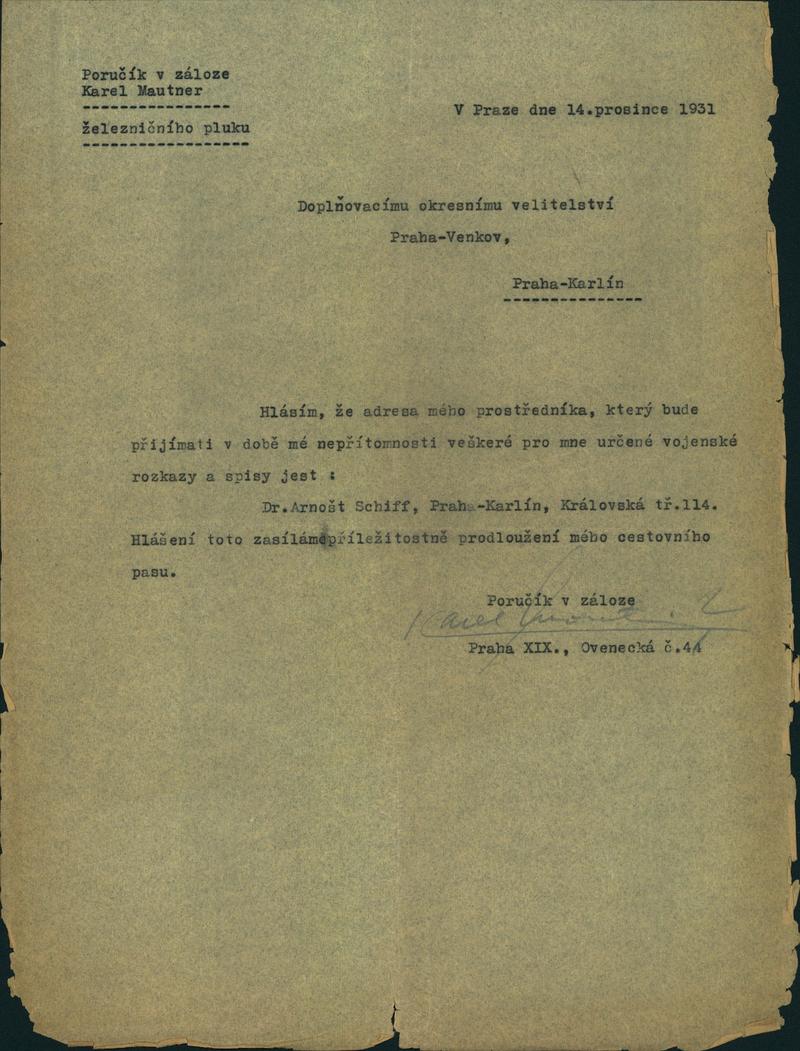 Poručík v záloze
Karel Mautner
železničního pluku
V Praze dne 14.prosince 1931
Doplňovacímu okresnímu velitelství
Praha-Venkov,
Praha-Karlín
Hlásím, že adresa mého prostředníka, který bude
přijímati v době mé nepřítomnosti veškeré pro mne určené vojenské
rozkazy a spisy jest :
Dr.Arnošt Schiff, Praha-Karlín, Královská tř.114.
Hlášení toto zasílám příležitostně prodloužení mého cestovního
pasu.
Poručík v záloze
Karel
Praha XIX., Ovenecká č.44